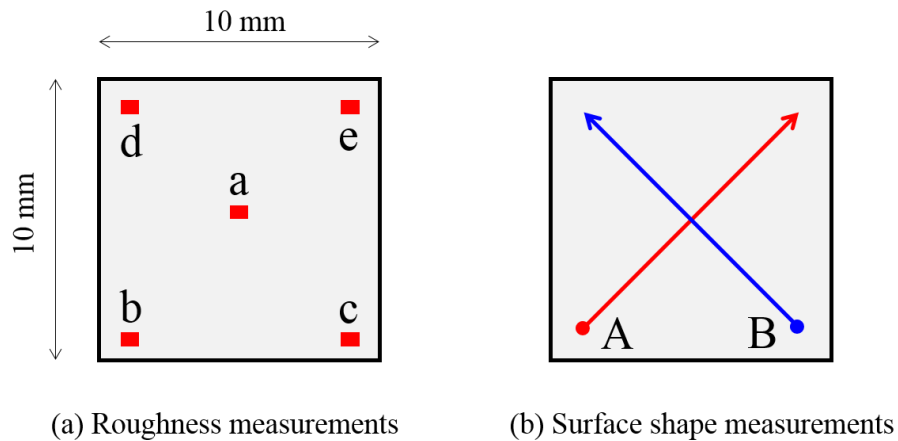 10 mm
10 mm
d
e
a
b
c
A
B
(a) Roughness measurements
(b) Surface shape measurements